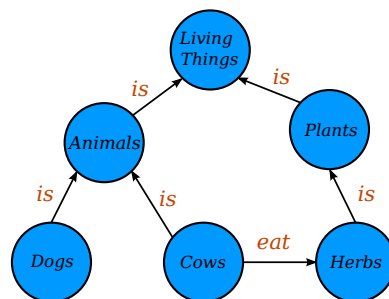 Living
Things
is
is
Animals
Plants
is
is
is
eat
Dogs
Cows
Herbs